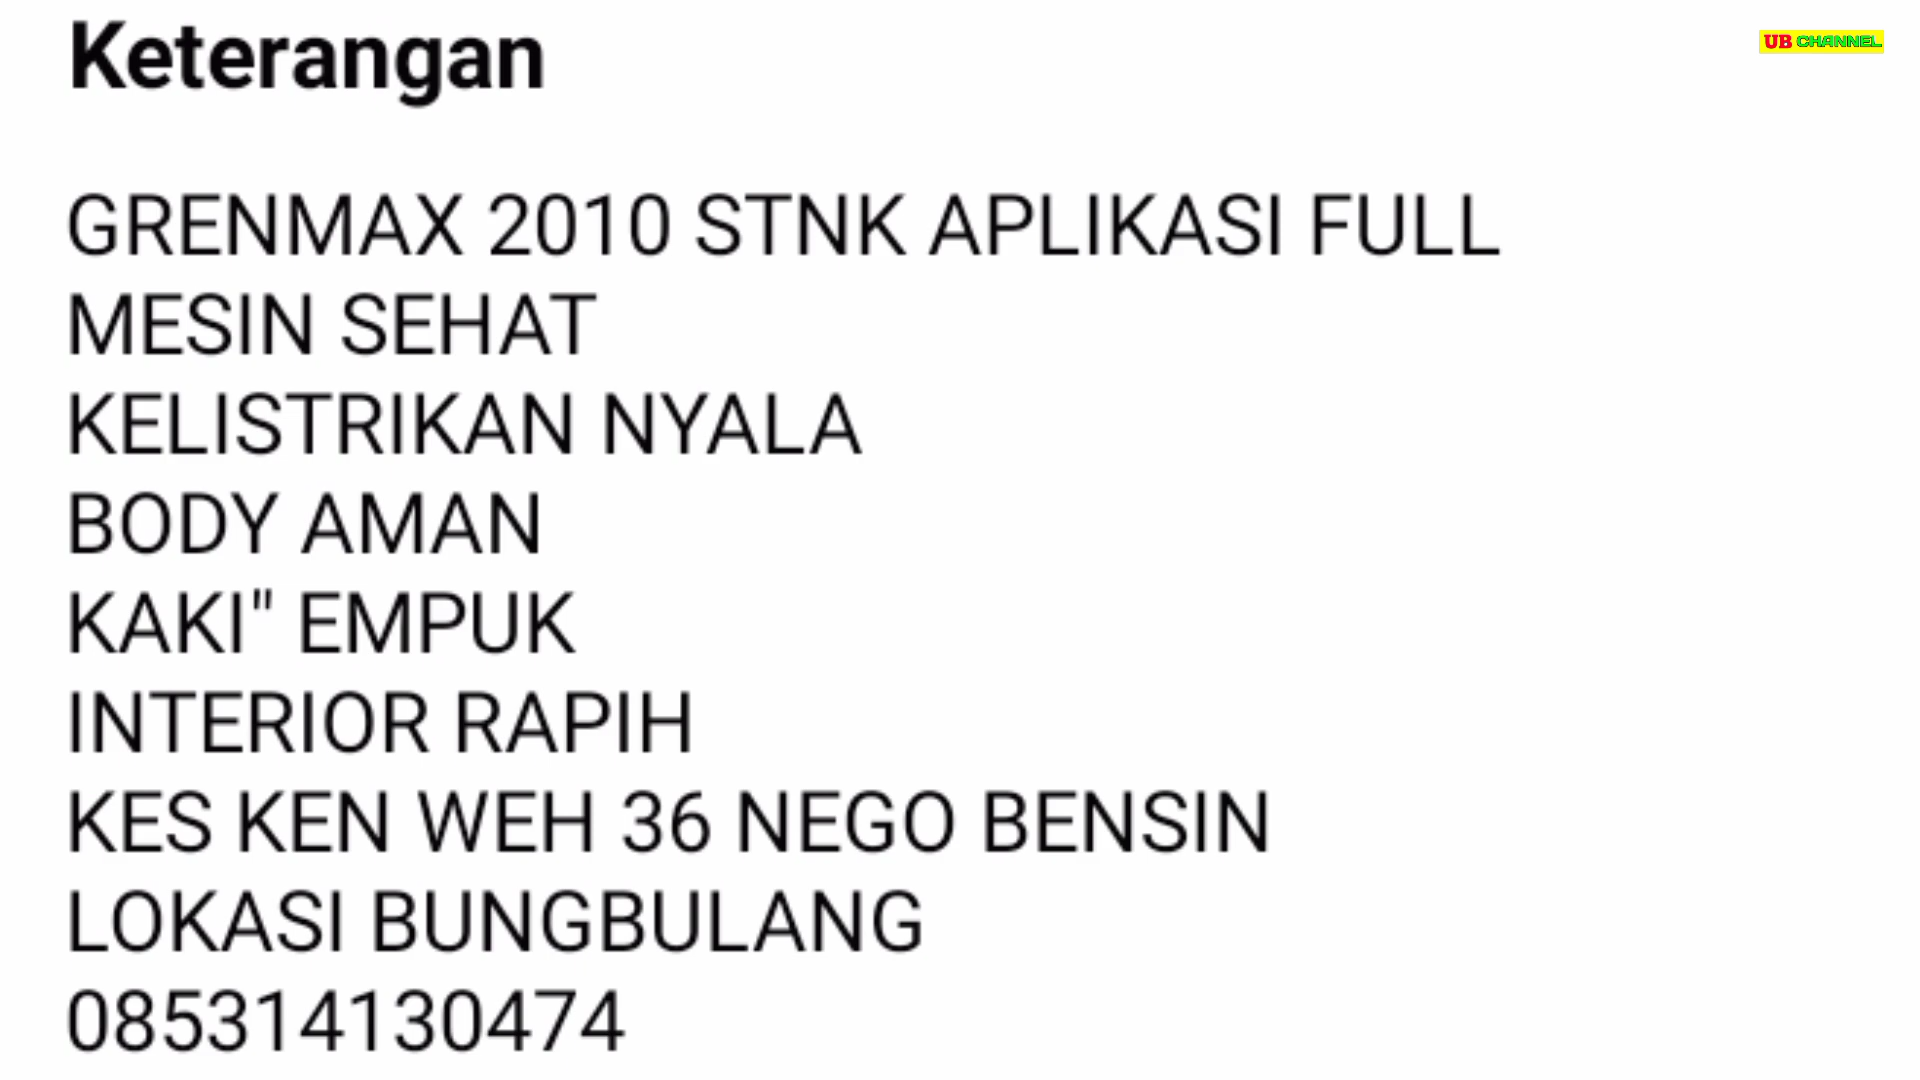 Keterangan
UB CHANNEL
GRENMAX 2010 STNK APLIKASI FULL
MESIN SEHAT
KELISTRIKAN NYALA
BODY AMAN
KAKI" EMPUK
INTERIOR RAPIH
KES KEN WEH 36 NEGO BENSIN
LOKASI BUNGBULANG
085314130474